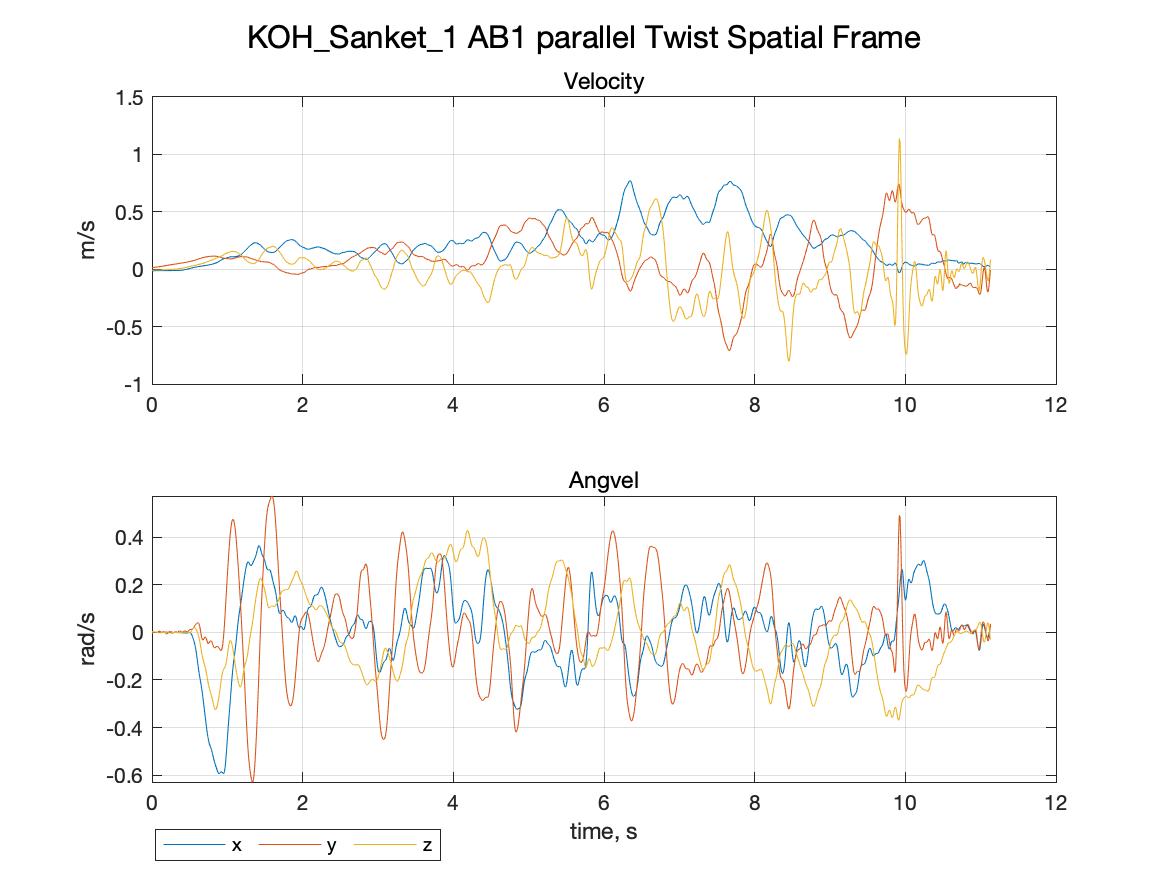 KOH_Sanket_1 AB1 parallel Twist Spatial Frame
Velocity
1.5
1
0.5
0
-0.5
-1
m/s
0 2 4 6 8 10 12
Angvel
0.4
0.2
0
-0.2
-0.4
-0.6
rad/s
0 2 4 6 8 10 12
time, s
x y z